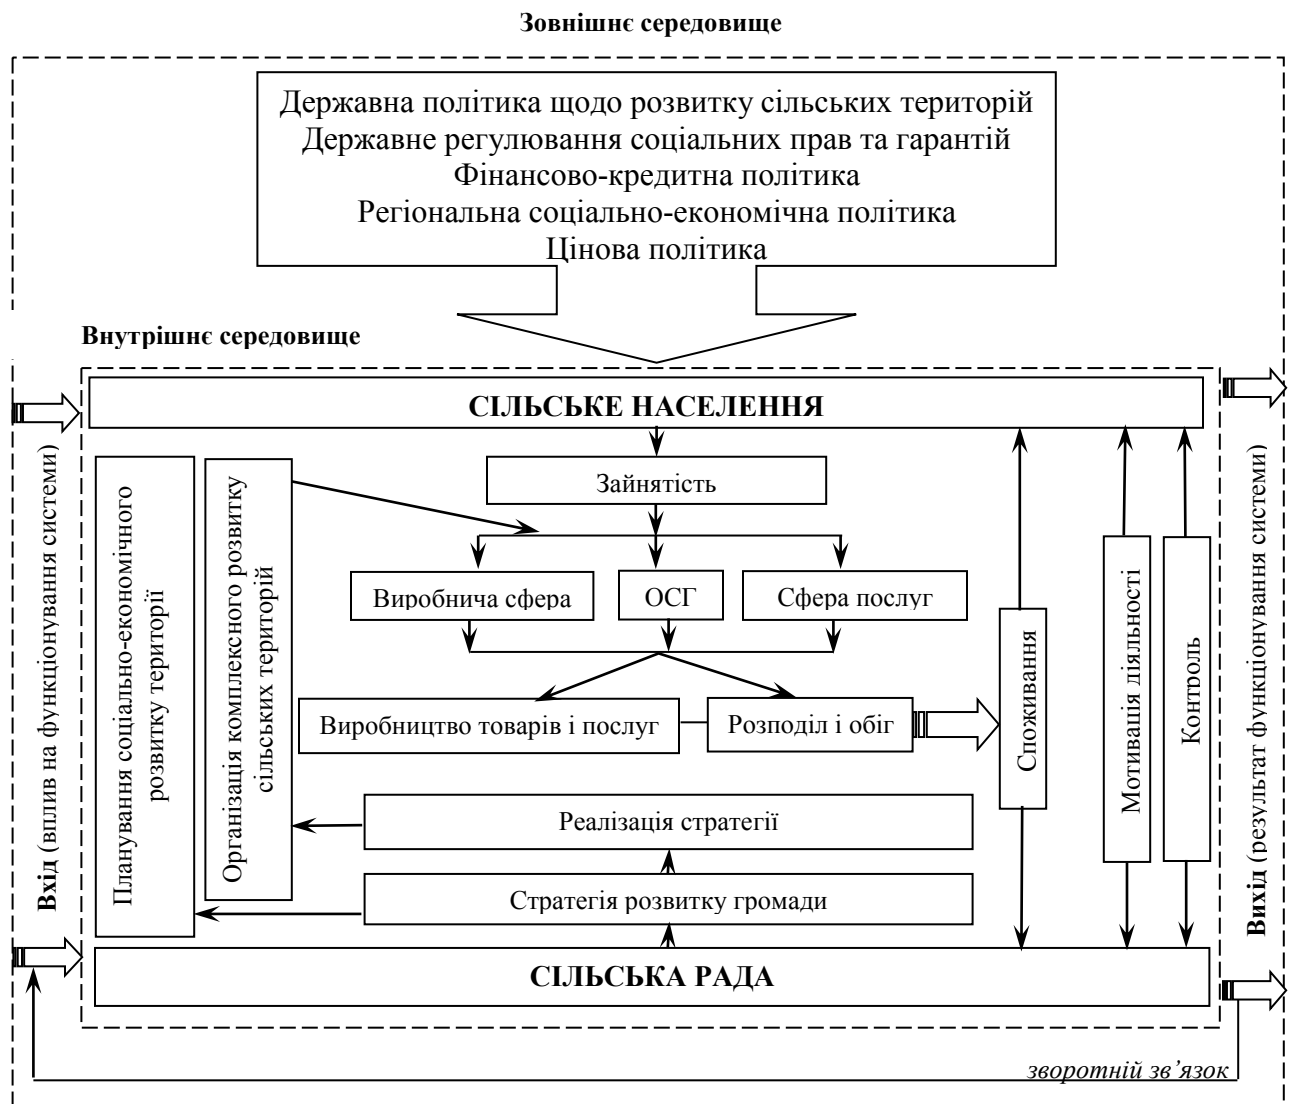 Зовнішнє середовище
Державна політика щодо розвитку сільських територій
Державне регулювання соціальних прав та гарантій
Фінансово-кредитна політика
Регіональна соціально-економічна політика
Цінова політика
Внутрішнє середовище
СІЛЬСЬКЕ НАСЕЛЕННЯ
Вхід (вплив на функціонування системи)
Планування соціально-економічного
розвитку території
Організація комплексного розвитку
сільських територій
Зайнятість
Виробнича сфера
ОСГ
Сфера послуг
Виробництво товарів і послуг
Розподіл і обіг
Споживання
Мотивація діяльності
Контроль
Вихід (результат функціонування системи)
Реалізація стратегії
Стратегія розвитку громади
СІЛЬСЬКА РАДА
зворотній зв’язок